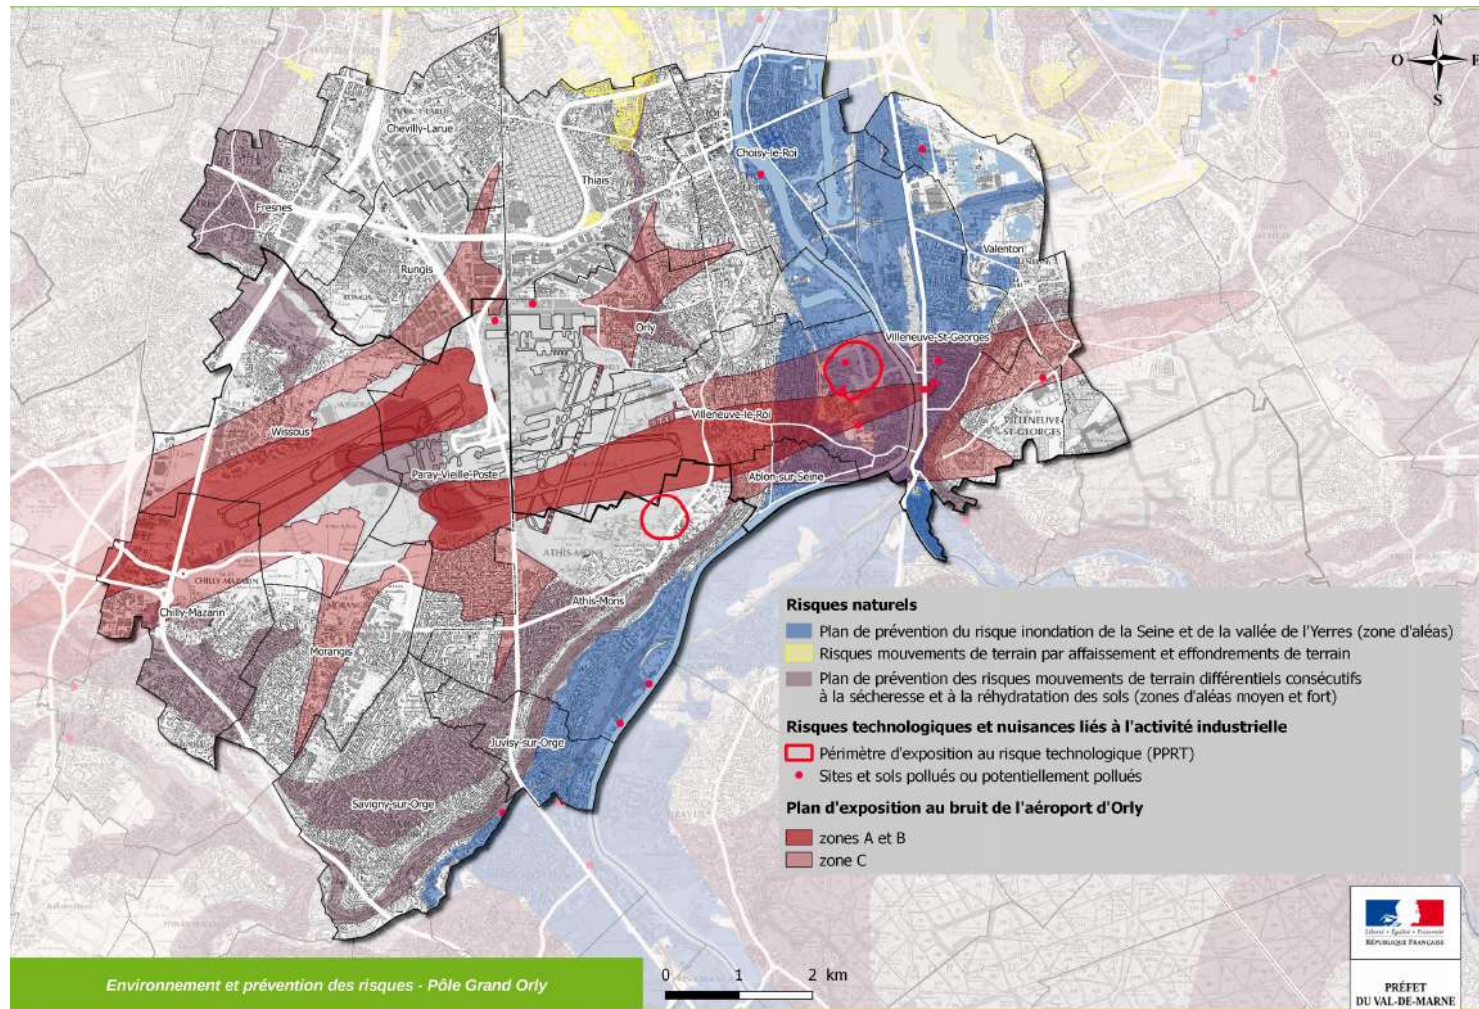 N
O
E
S
Chevilly-Larue
Choisy-le-Roi
Thiais
Fresnes
Valenton
Rungis
RUNGIS
Orly
Villeneuve-St-Georges
Wissous
Villeneuve-le-Roi
VILLENEUVE-
ST-GEORGES
Paray-Vieille-Poste
Ablon-sur-Seine
ATHIS-MONS
CHILLY-MAZARIN
Athis-Mons
Chilly-Mazarin
Morangis
Juvisy-sur-Orge
Savigny-sur-Orge
Risques naturels
Plan de prévention du risque inondation de la Seine et de la vallée de l'Yerres (zone d'aléas)
Risques mouvements de terrain par affaissement et effondrements de terrain
Plan de prévention des risques mouvements de terrain différentiels consécutifs
à la sécheresse et à la réhydratation des sols (zones d'aléas moyen et fort)
Risques technologiques et nuisances liés à l'activité industrielle
Périmètre d'exposition au risque technologique (PPRT)
Sites et sols pollués ou potentiellement pollués
Plan d'exposition au bruit de l'aéroport d'Orly
zones A et B
zone C
Liberté • Égalité • Fraternité
RÉPUBLIQUE FRANÇAISE
PRÉFET
DU VAL-DE-MARNE
Environnement et prévention des risques - Pôle Grand Orly
0 1 2 km